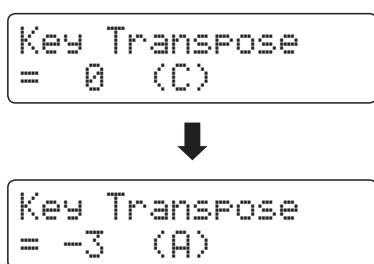 Key Transpose
= 0 (C)
Key Transpose
= -3 (A)